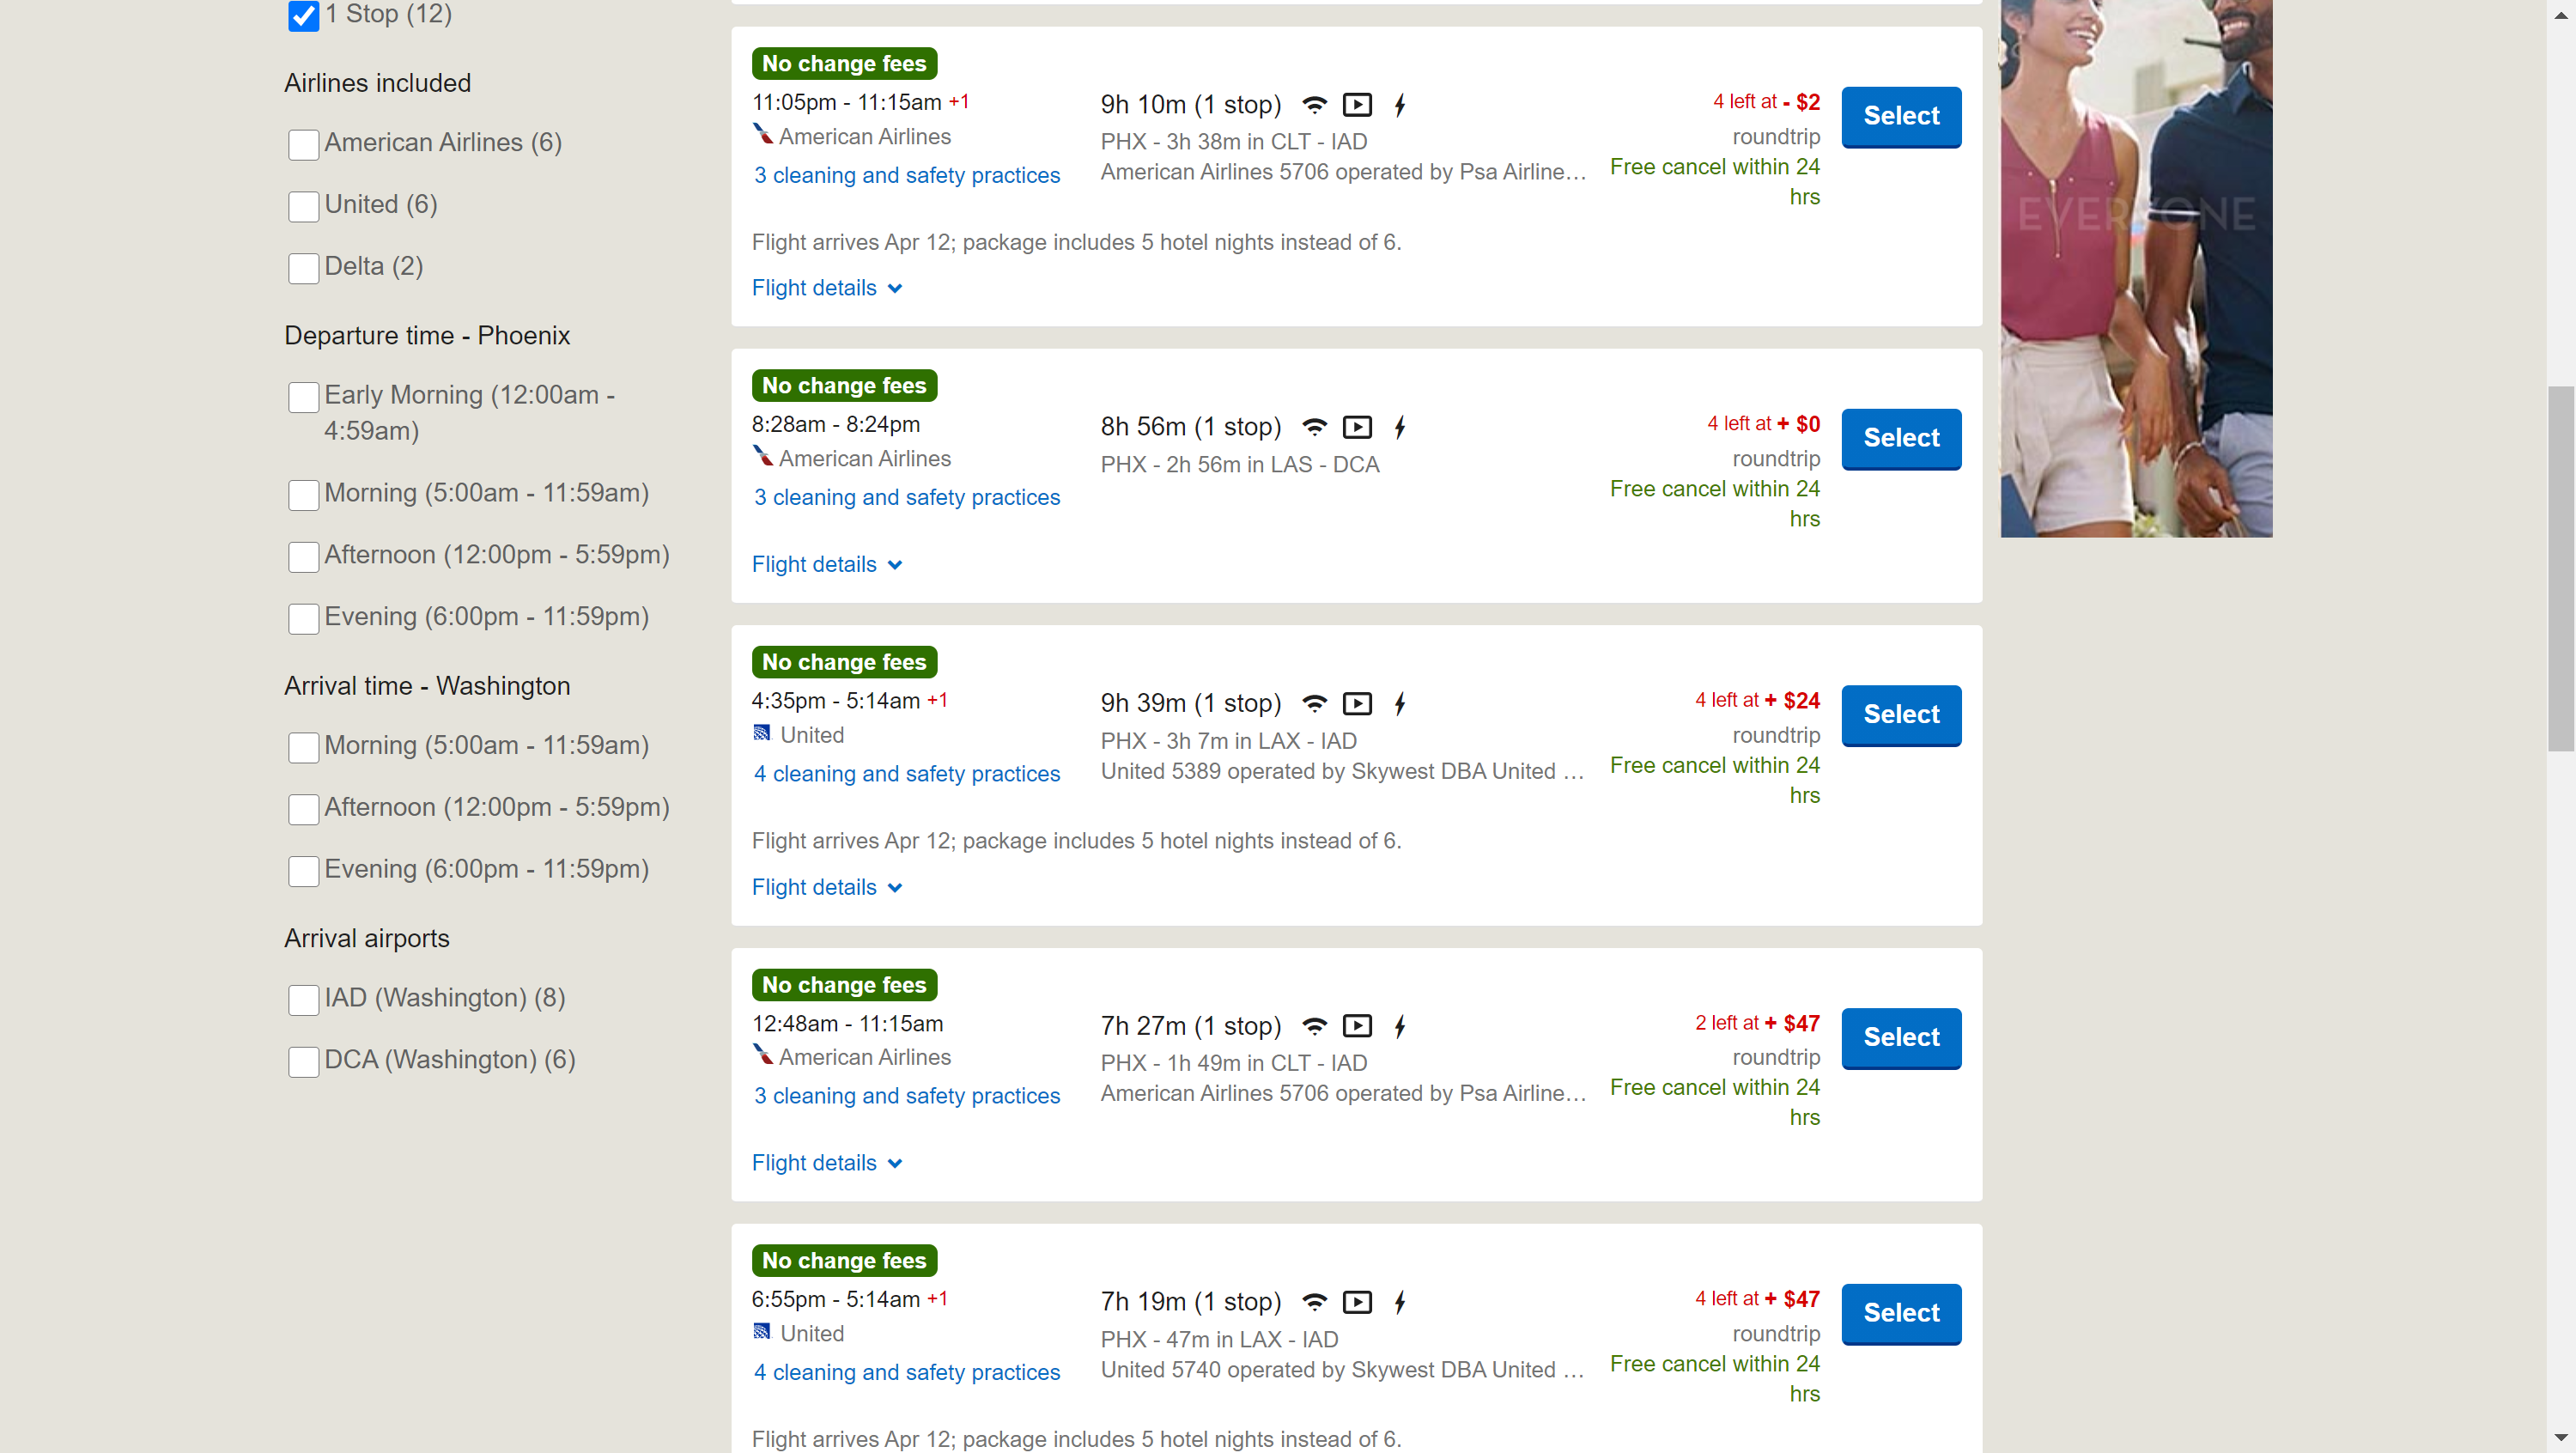 1 Stop (12)
Airlines included
American Airlines (6)
United (6)
Delta (2)
Departure time - Phoenix
Early Morning (12:00am -
4:59am)
Morning (5:00am - 11:59am)
Afternoon (12:00pm - 5:59pm)
Evening (6:00pm - 11:59pm)
Arrival time - Washington
Morning (5:00am - 11:59am)
Afternoon (12:00pm - 5:59pm)
Evening (6:00pm - 11:59pm)
Arrival airports
IAD (Washington) (8)
DCA (Washington) (6)
No change fees
11:05pm - 11:15am +1
American Airlines
3 cleaning and safety practices
9h 10m (1 stop)
PHX - 3h 38m in CLT - IAD
American Airlines 5706 operated by Psa Airline…
4 left at - $2
roundtrip
Free cancel within 24
hrs
Select
Flight arrives Apr 12; package includes 5 hotel nights instead of 6.
Flight details
No change fees
8:28am - 8:24pm
American Airlines
3 cleaning and safety practices
8h 56m (1 stop)
PHX - 2h 56m in LAS - DCA
4 left at + $0
roundtrip
Free cancel within 24
hrs
Select
Flight details
No change fees
4:35pm - 5:14am +1
United
4 cleaning and safety practices
9h 39m (1 stop)
PHX - 3h 7m in LAX - IAD
United 5389 operated by Skywest DBA United …
4 left at + $24
roundtrip
Free cancel within 24
hrs
Select
Flight arrives Apr 12; package includes 5 hotel nights instead of 6.
Flight details
No change fees
12:48am - 11:15am
American Airlines
3 cleaning and safety practices
7h 27m (1 stop)
PHX - 1h 49m in CLT - IAD
American Airlines 5706 operated by Psa Airline…
2 left at + $47
roundtrip
Free cancel within 24
hrs
Select
Flight details
No change fees
6:55pm - 5:14am +1
United
4 cleaning and safety practices
7h 19m (1 stop)
PHX - 47m in LAX - IAD
United 5740 operated by Skywest DBA United …
4 left at + $47
roundtrip
Free cancel within 24
hrs
Select
Flight arrives Apr 12; package includes 5 hotel nights instead of 6.
EVERYONE